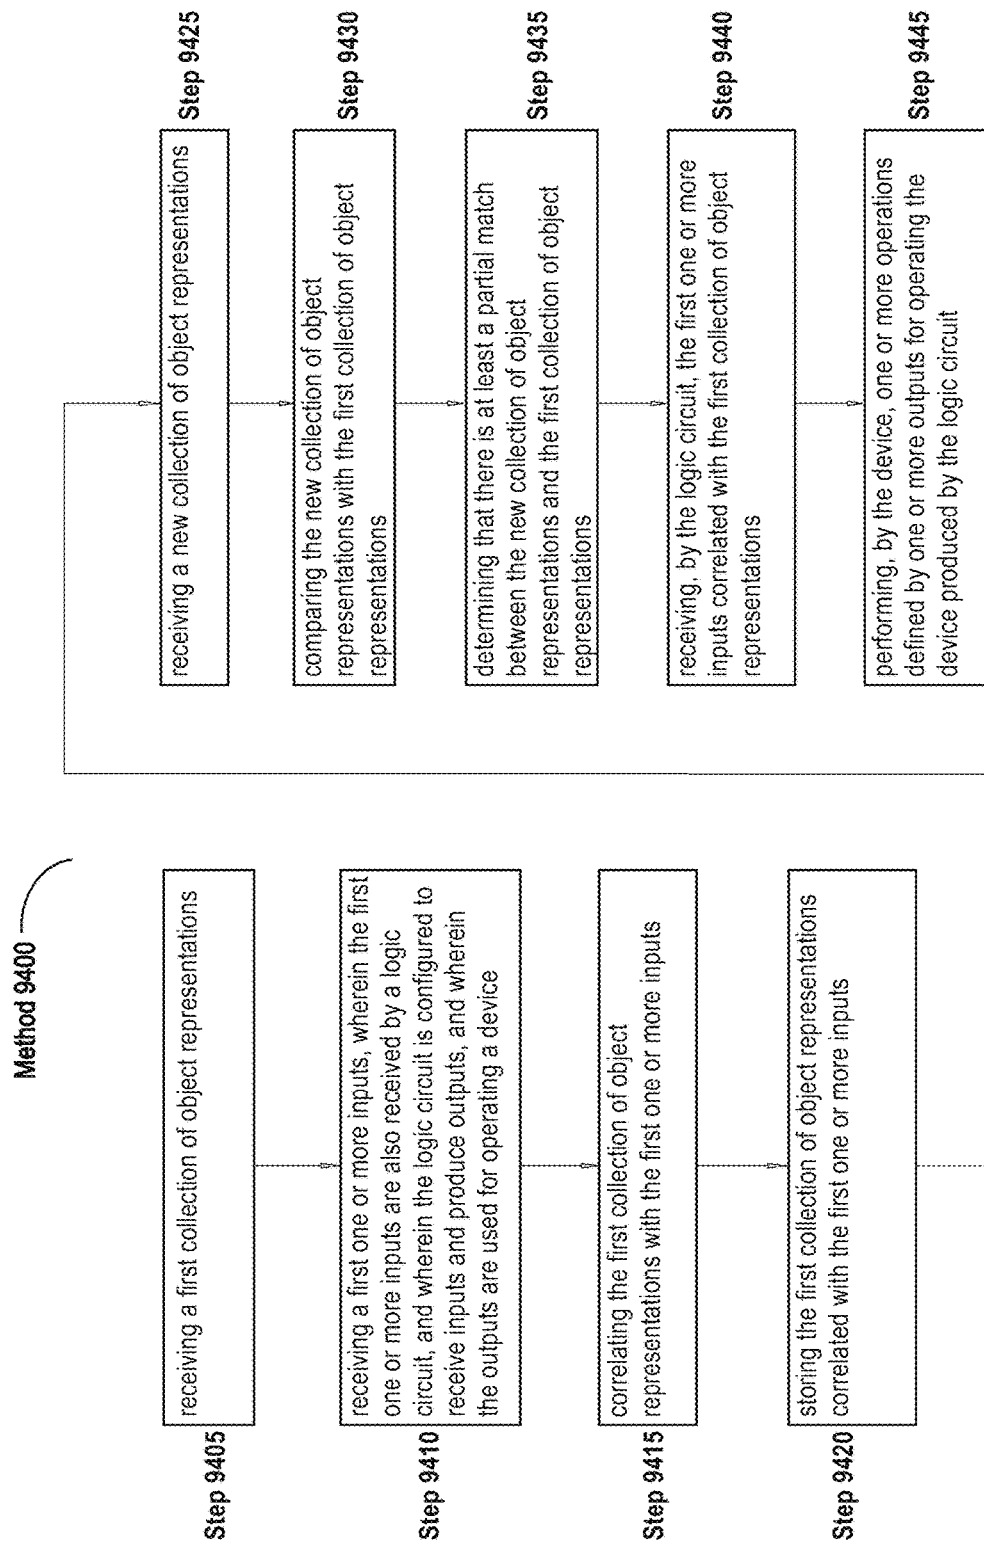 Method 9400
Step 9405
receiving a first collection of object representations
Step 9410
receiving a first one or more inputs, wherein the first
one or more inputs are also received by a logic
circuit, and wherein the logic circuit is configured to
receive inputs and produce outputs, and wherein
the outputs are used for operating a device
Step 9415
correlating the first collection of object
representations with the first one or more inputs
Step 9420
storing the first collection of object representations
correlated with the first one or more inputs
receiving a new collection of object representations
Step 9425
comparing the new collection of object
representations with the first collection of object
representations
Step 9430
determining that there is at least a partial match
between the new collection of object
representations and the first collection of object
representations
Step 9435
receiving, by the logic circuit, the first one or more
inputs correlated with the first collection of object
representations
Step 9440
performing, by the device, one or more operations
defined by one or more outputs for operating the
device produced by the logic circuit
Step 9445